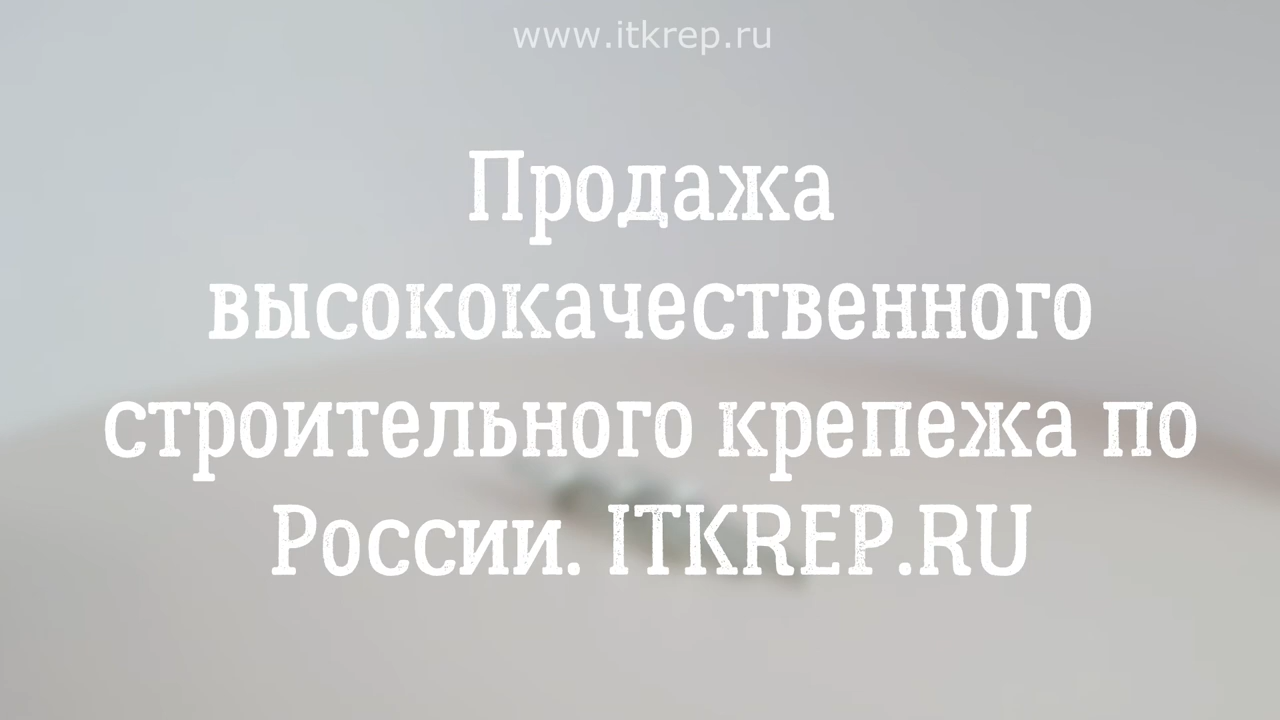 www.itkrep.ru
Продажа
высококачественного
строительного крепежа по
России. ITKREP.RU